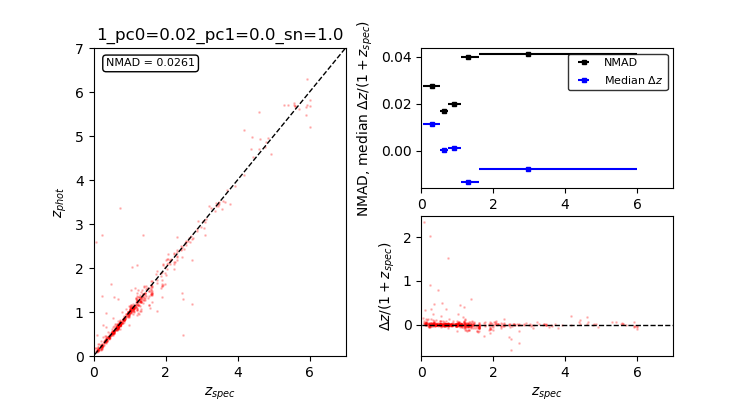 1_pc0=0.02_pc1=0.0_sn=1.0
NMAD = 0.0261
7
6
5
4
3
2
1
0
z_phot
0 2 4 6
z_spec
NMAD, median Δz/(1 + z_spec)
0.04
0.02
0.00
NMAD
Median Δz
0 2 4 6
Δz/(1 + z_spec)
2
1
0
0 2 4 6
z_spec